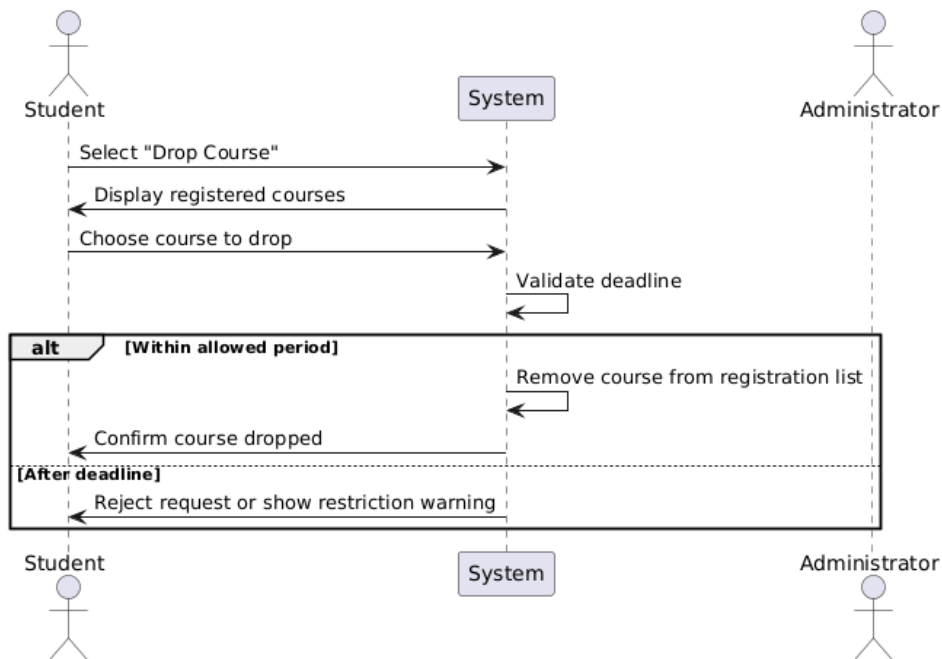 Student
System
Administrator
Select "Drop Course"
Display registered courses
Choose course to drop
Validate deadline
alt [Within allowed period]
Remove course from registration list
Confirm course dropped
[After deadline]
Reject request or show restriction warning
Student
System
Administrator